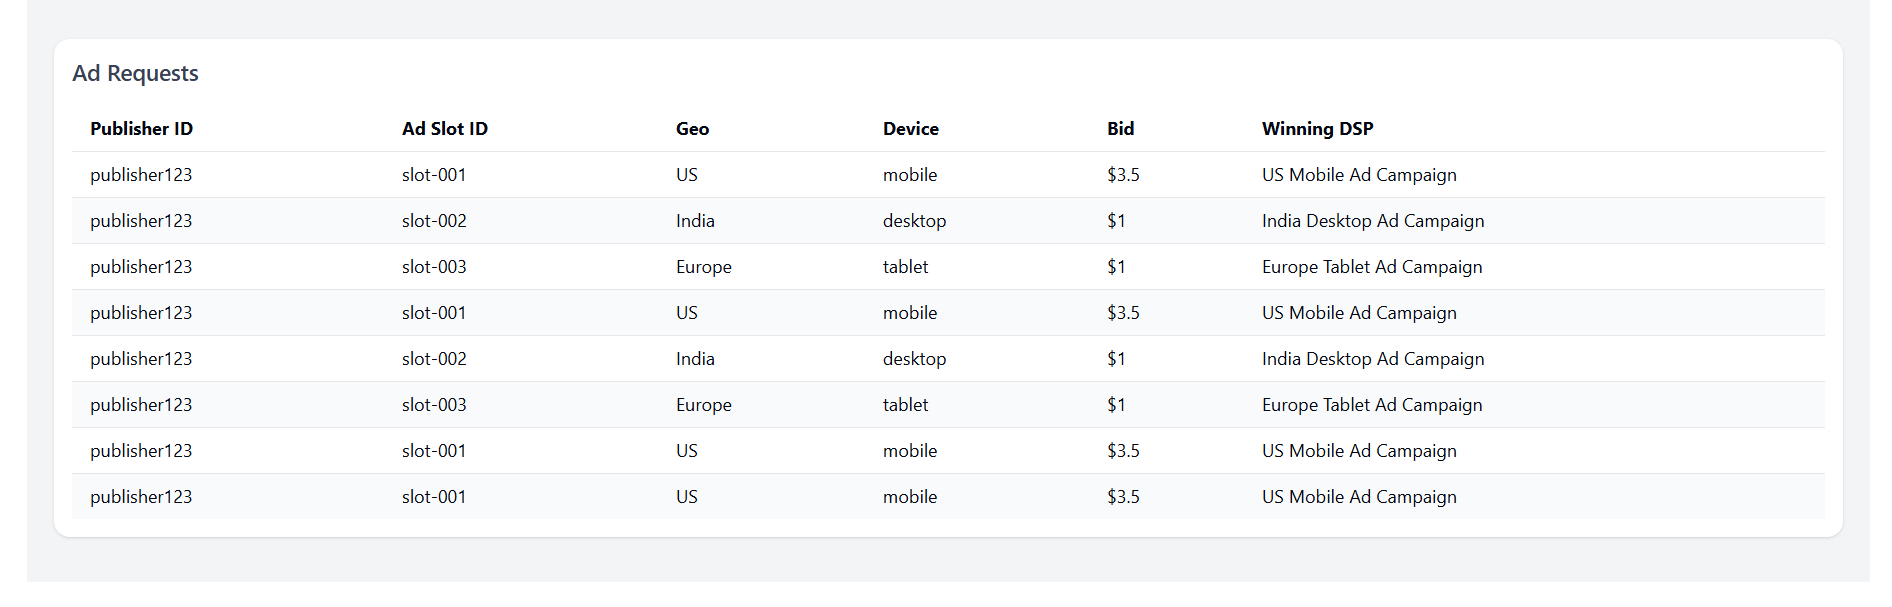 Ad Requests
Publisher ID Ad Slot ID Geo Device Bid Winning DSP
publisher123 slot-001 US mobile $3.5 US Mobile Ad Campaign
publisher123 slot-002 India desktop $1 India Desktop Ad Campaign
publisher123 slot-003 Europe tablet $1 Europe Tablet Ad Campaign
publisher123 slot-001 US mobile $3.5 US Mobile Ad Campaign
publisher123 slot-002 India desktop $1 India Desktop Ad Campaign
publisher123 slot-003 Europe tablet $1 Europe Tablet Ad Campaign
publisher123 slot-001 US mobile $3.5 US Mobile Ad Campaign
publisher123 slot-001 US mobile $3.5 US Mobile Ad Campaign